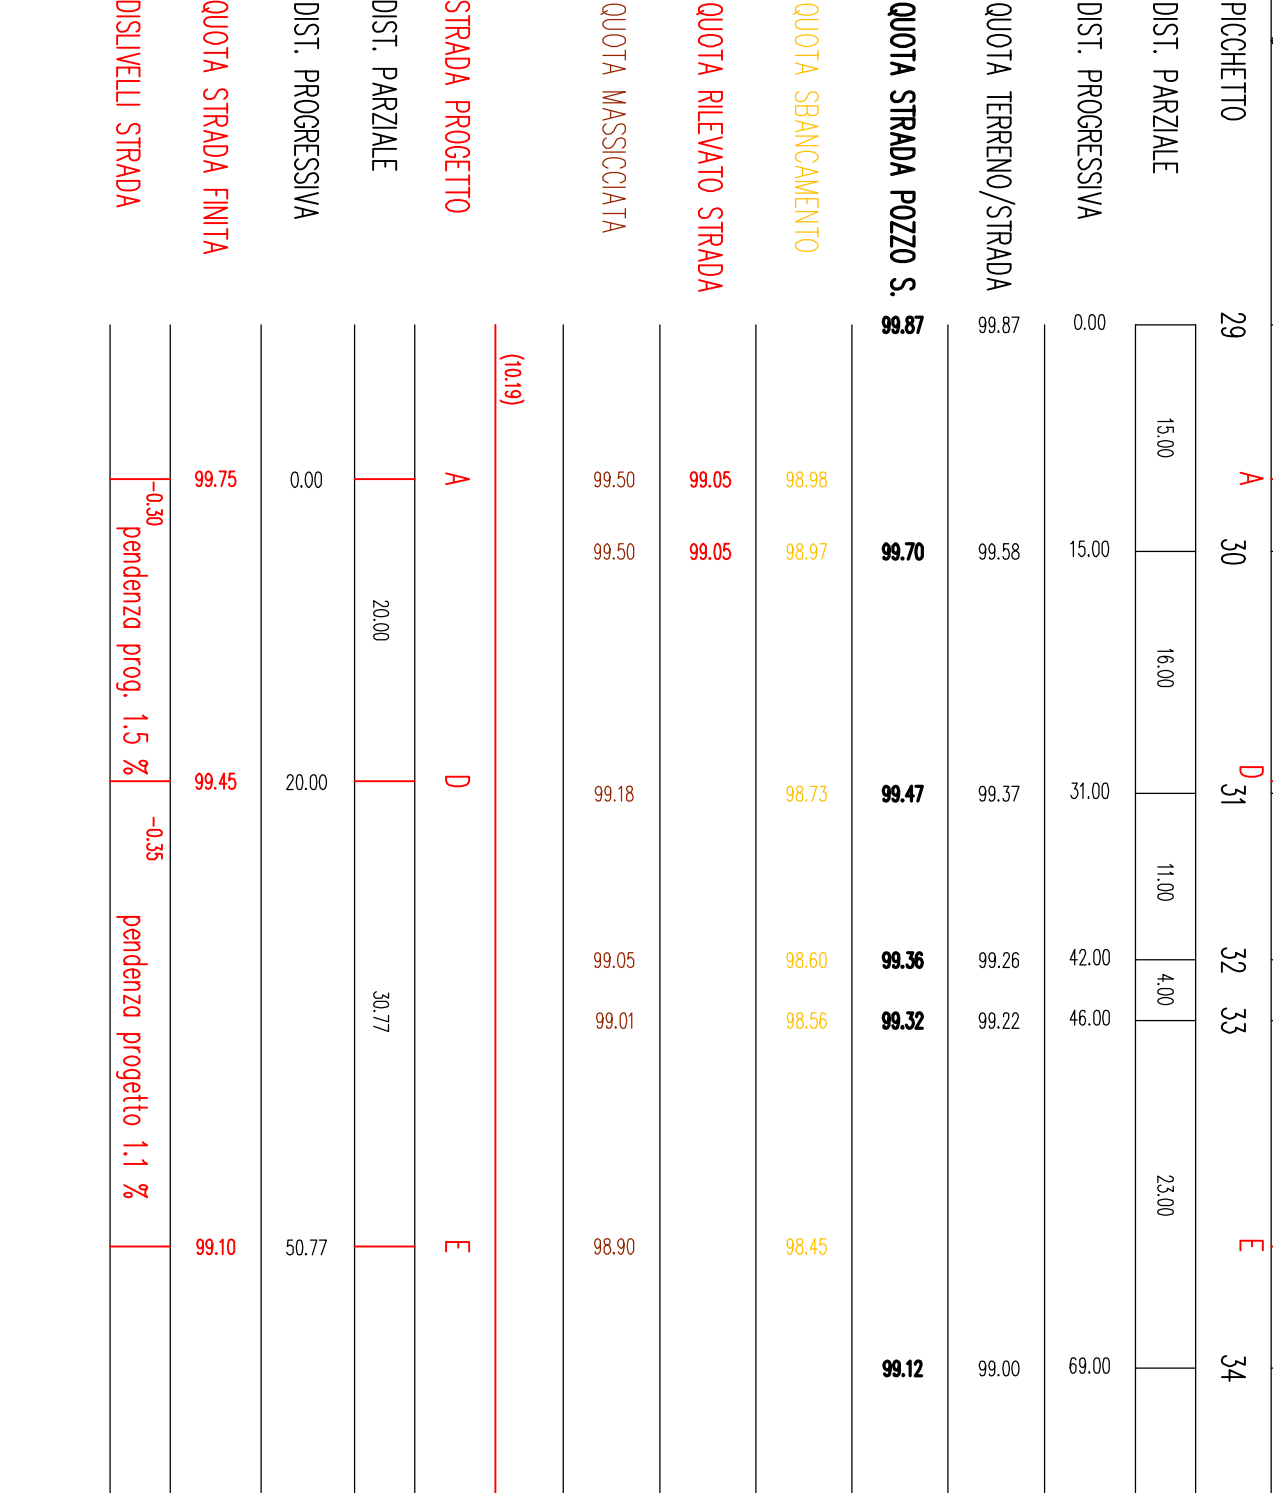 PICCHETTO 29 A 30 D 31 32 33 E 34
DIST. PARZIALE 15.00 16.00 11.00 4.00 23.00
DIST. PROGRESSIVA 0.00 15.00 31.00 42.00 46.00 69.00
QUOTA TERRENO/STRADA 99.87 99.58 99.37 99.26 99.22 99.00
QUOTA STRADA POZZO S. 99.87 99.70 99.47 99.36 99.32 99.12
QUOTA SBANCAMENTO 98.98 98.97 98.73 98.60 98.56 98.45
QUOTA RILEVATO STRADA 99.05 99.05
QUOTA MASSICCIATA 99.50 99.50 99.18 99.05 99.01 98.90
(10.19)
STRADA PROGETTO A D E
DIST. PARZIALE 20.00 30.77
DIST. PROGRESSIVA 0.00 20.00 50.77
QUOTA STRADA FINITA 99.75 99.45 99.10
-0.30 -0.35
DISLIVELLI STRADA pendenza prog. 1.5 % pendenza progetto 1.1 %